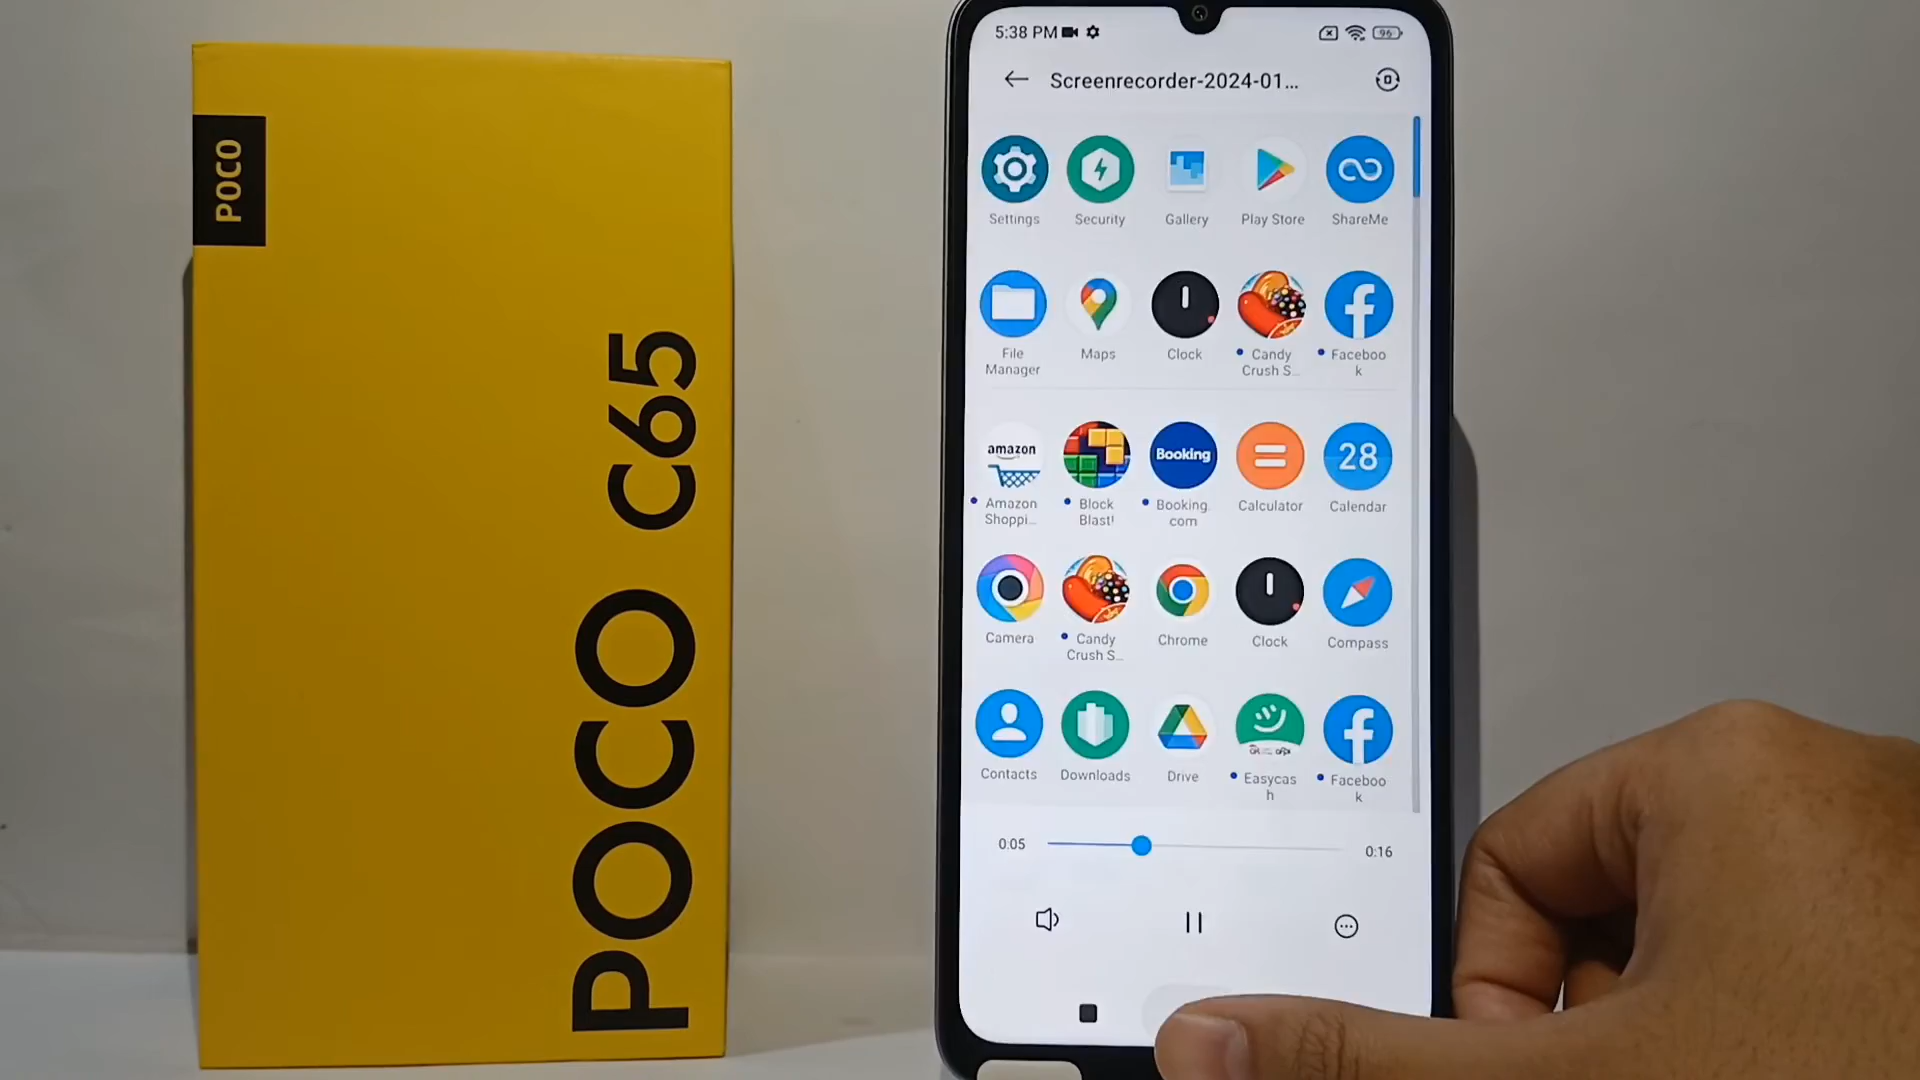 POCO
POCO C65
5:38 PM
96
Screenrecorder-2024-01...
Settings
Security
Gallery
Play Store
ShareMe
File
Manager
Maps
Clock
Candy
Crush S...
Faceboo
k
amazon
Booking
28
Amazon
Shoppi...
Block
Blast!
Booking.
com
Calculator
Calendar
Camera
Candy
Crush S...
Chrome
Clock
Compass
Contacts
Downloads
Drive
Easycas
h
Faceboo
k
0:05
0:16